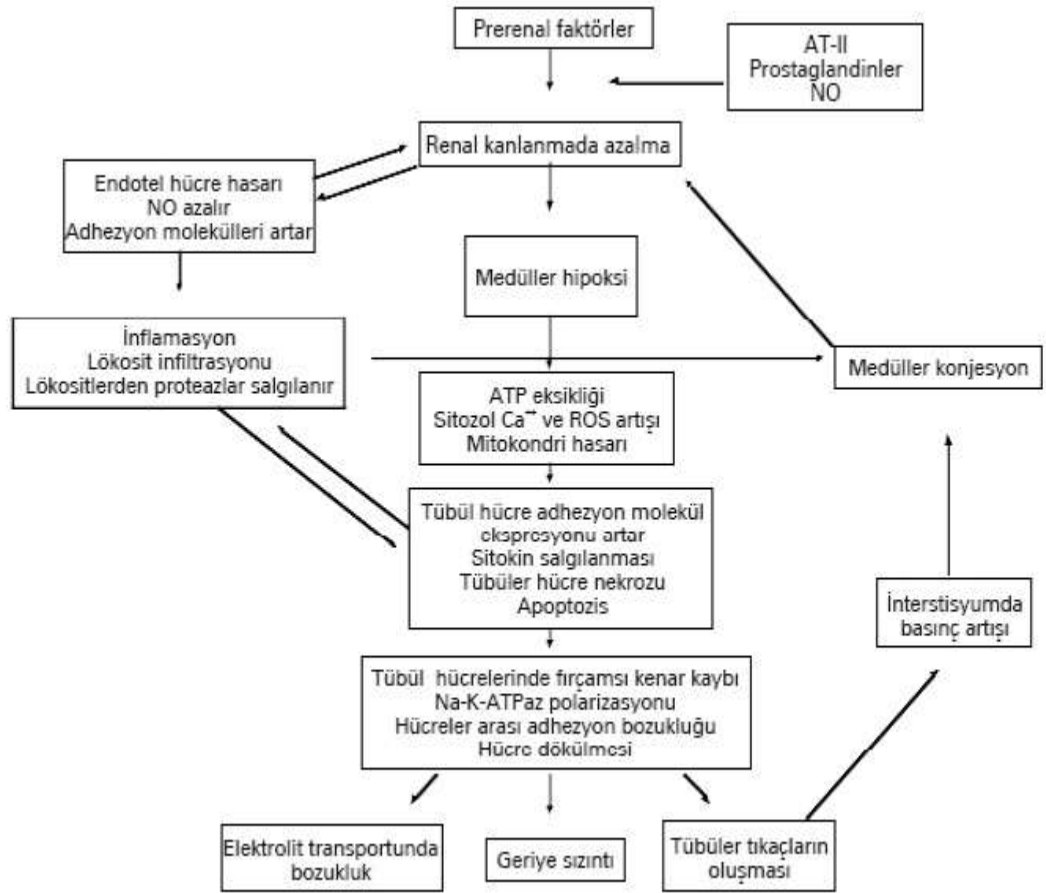 Prerenal faktörler
AT-II
Prostaglandinler
NO
Renal kanlanmada azalma
Endotel hücre hasarı
NO azalır
Adhezyon molekülleri artar
Medüller hipoksi
İnflamasyon
Lökosit infiltrasyonu
Lökositlerden proteazlar salgılanır
Medüller konjesyon
ATP eksikliği
Sitozol Ca⁺⁺ ve ROS artışı
Mitokondri hasarı
Tübül hücre adhezyon molekül
ekspresyonu artar
Sitokin salgılanması
Tübüler hücre nekrozu
Apoptozis
İnterstisyumda
basınç artışı
Tübül hücrelerinde fırçamsı kenar kaybı
Na-K-ATPaz polarizasyonu
Hücreler arası adhezyon bozukluğu
Hücre dökülmesi
Elektrolit transportunda
bozukluk
Geriye sızıntı
Tübüler tıkaçların
oluşması